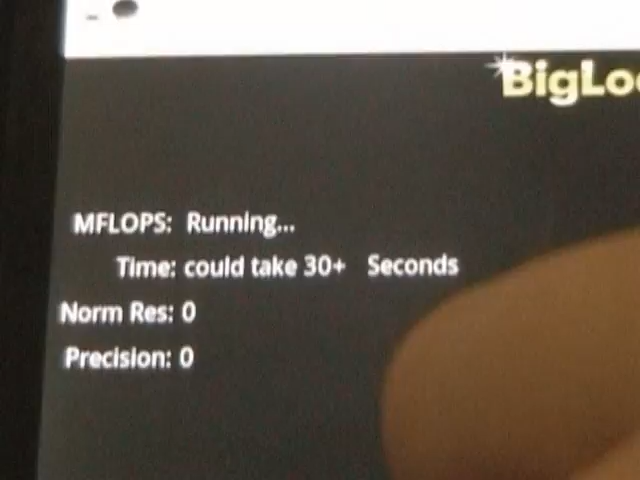 BigLo
MFLOPS: Running...
Time: could take 30+ Seconds
Norm Res: 0
Precision: 0